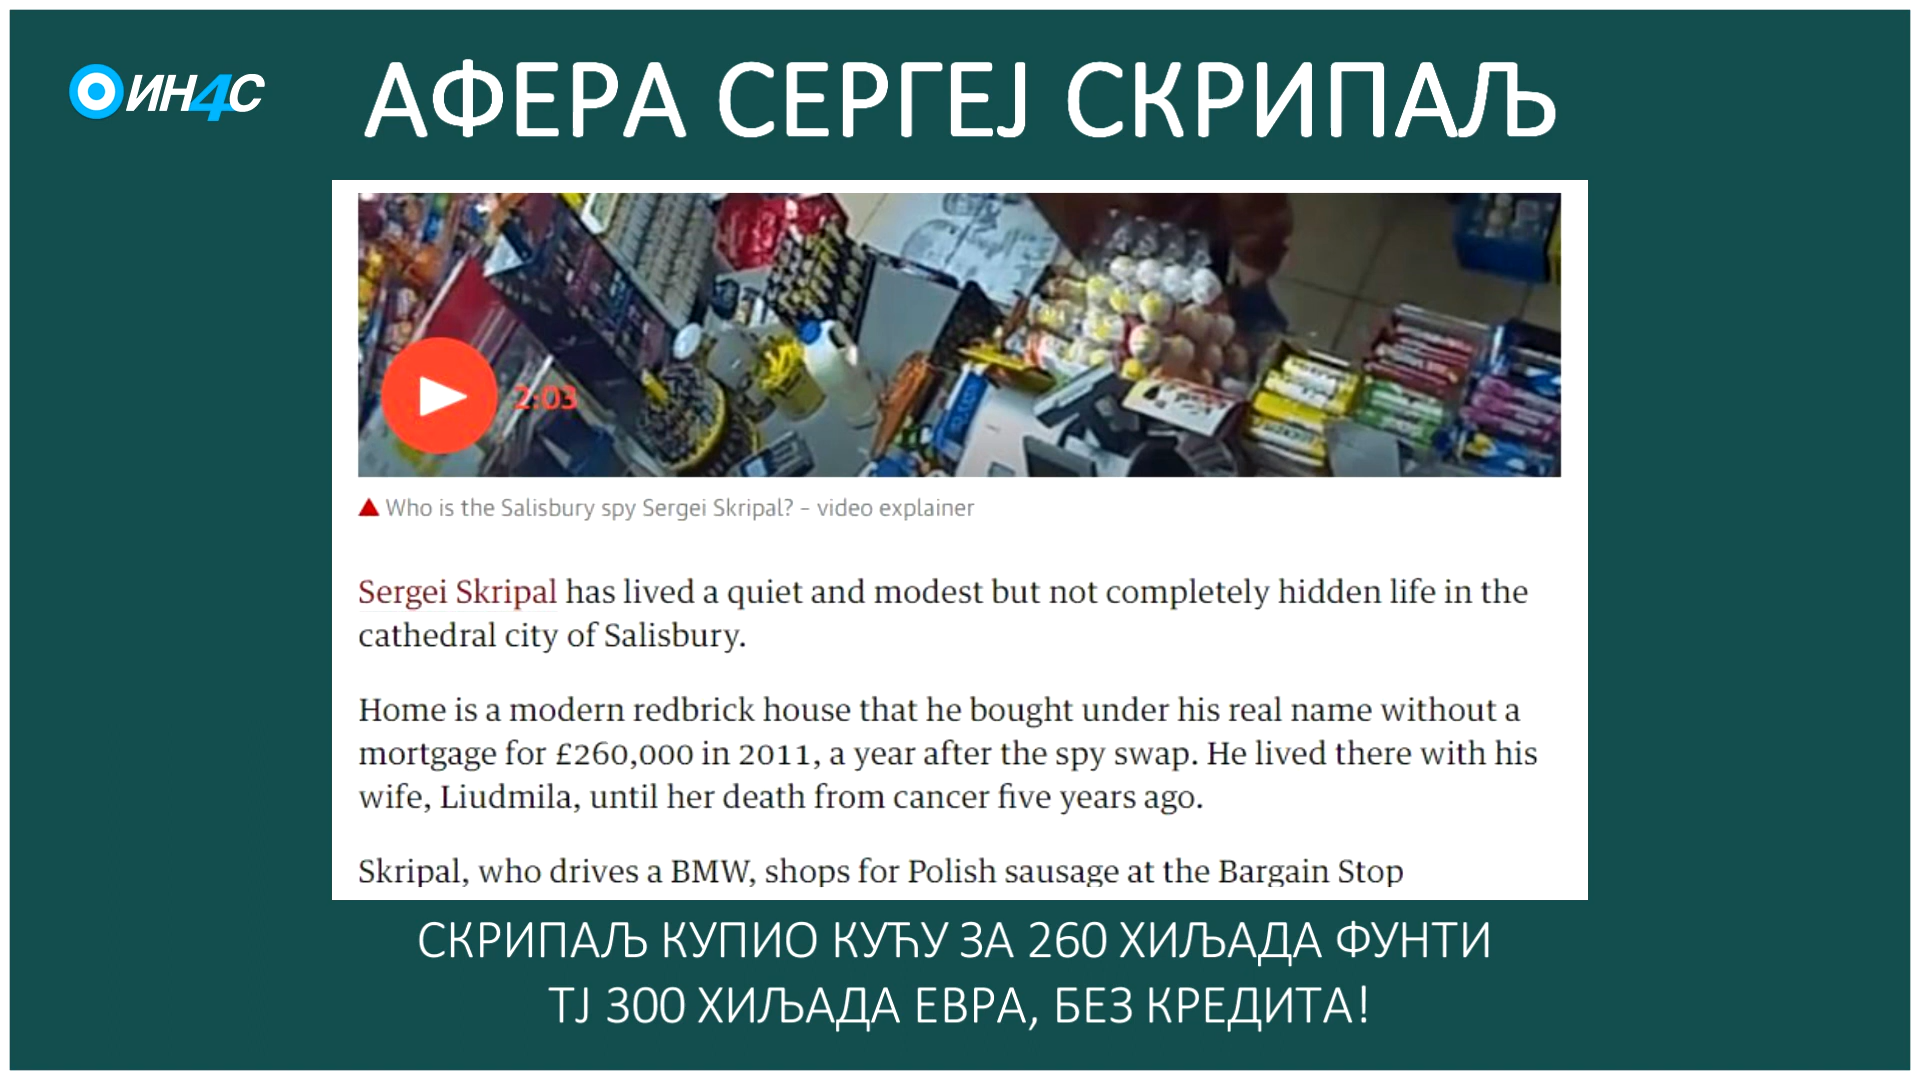 ИН4С
АФЕРА СЕРГЕЈ СКРИПАЉ
2:03
Who is the Salisbury spy Sergei Skripal? – video explainer
Sergei Skripal has lived a quiet and modest but not completely hidden life in the
cathedral city of Salisbury.
Home is a modern redbrick house that he bought under his real name without a
mortgage for £260,000 in 2011, a year after the spy swap. He lived there with his
wife, Liudmila, until her death from cancer five years ago.
Skripal, who drives a BMW, shops for Polish sausage at the Bargain Stop
СКРИПАЉ КУПИО КУЋУ ЗА 260 ХИЉАДА ФУНТИ
ТЈ 300 ХИЉАДА ЕВРА, БЕЗ КРЕДИТА!